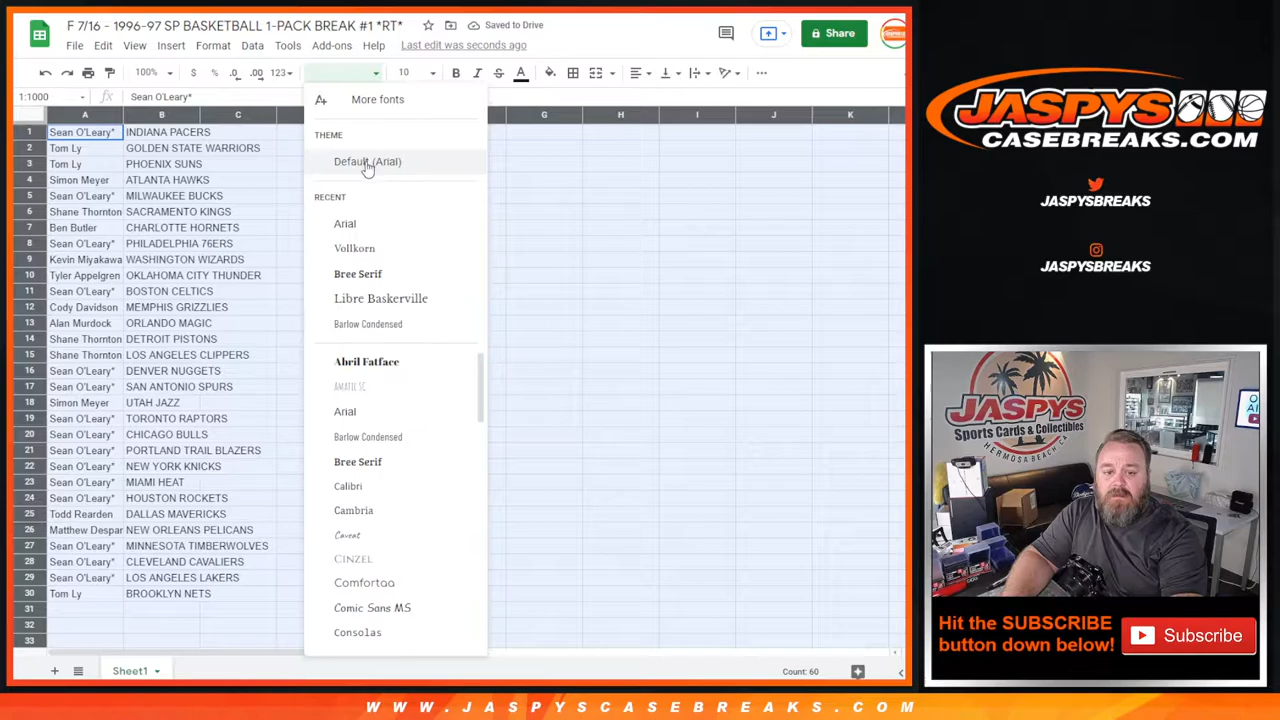 F 7/16 - 1996-97 SP BASKETBALL 1-PACK BREAK #1 *RT*
Saved to Drive
File Edit View Insert Format Data Tools Add-ons Help Last edit was seconds ago
Share
100% $ % .0 .00 123 10 B I S A
1:1000 fx Sean O'Leary*
A B C G H I J K
1 Sean O'Leary* INDIANA PACERS
2 Tom Ly GOLDEN STATE WARRIORS
3 Tom Ly PHOENIX SUNS
4 Simon Meyer ATLANTA HAWKS
5 Sean O'Leary* MILWAUKEE BUCKS
6 Shane Thornton SACRAMENTO KINGS
7 Ben Butler CHARLOTTE HORNETS
8 Sean O'Leary* PHILADELPHIA 76ERS
9 Kevin Miyakawa WASHINGTON WIZARDS
10 Tyler Appelgren OKLAHOMA CITY THUNDER
11 Sean O'Leary* BOSTON CELTICS
12 Cody Davidson MEMPHIS GRIZZLIES
13 Alan Murdock ORLANDO MAGIC
14 Shane Thornton DETROIT PISTONS
15 Shane Thornton LOS ANGELES CLIPPERS
16 Sean O'Leary* DENVER NUGGETS
17 Sean O'Leary* SAN ANTONIO SPURS
18 Simon Meyer UTAH JAZZ
19 Sean O'Leary* TORONTO RAPTORS
20 Sean O'Leary* CHICAGO BULLS
21 Sean O'Leary* PORTLAND TRAIL BLAZERS
22 Sean O'Leary* NEW YORK KNICKS
23 Sean O'Leary* MIAMI HEAT
24 Sean O'Leary* HOUSTON ROCKETS
25 Todd Rearden DALLAS MAVERICKS
26 Matthew Despar NEW ORLEANS PELICANS
27 Sean O'Leary* MINNESOTA TIMBERWOLVES
28 Sean O'Leary* CLEVELAND CAVALIERS
29 Sean O'Leary* LOS ANGELES LAKERS
30 Tom Ly BROOKLYN NETS
31
32
33
More fonts
THEME
Default (Arial)
RECENT
Arial
Vollkorn
Bree Serif
Libre Baskerville
Barlow Condensed
Abril Fatface
AMATIC SC
Arial
Barlow Condensed
Bree Serif
Calibri
Cambria
Caveat
CINZEL
Comfortaa
Comic Sans MS
Consolas
Sheet1
Count: 60
JASPYS
CASEBREAKS.COM
JASPYSBREAKS
JASPYSBREAKS
JASPYS
Sports Cards & Collectibles
HERMOSA BEACH CA
Hit the SUBSCRIBE
button down below!
Subscribe
WWW.JASPYSCASEBREAKS.COM